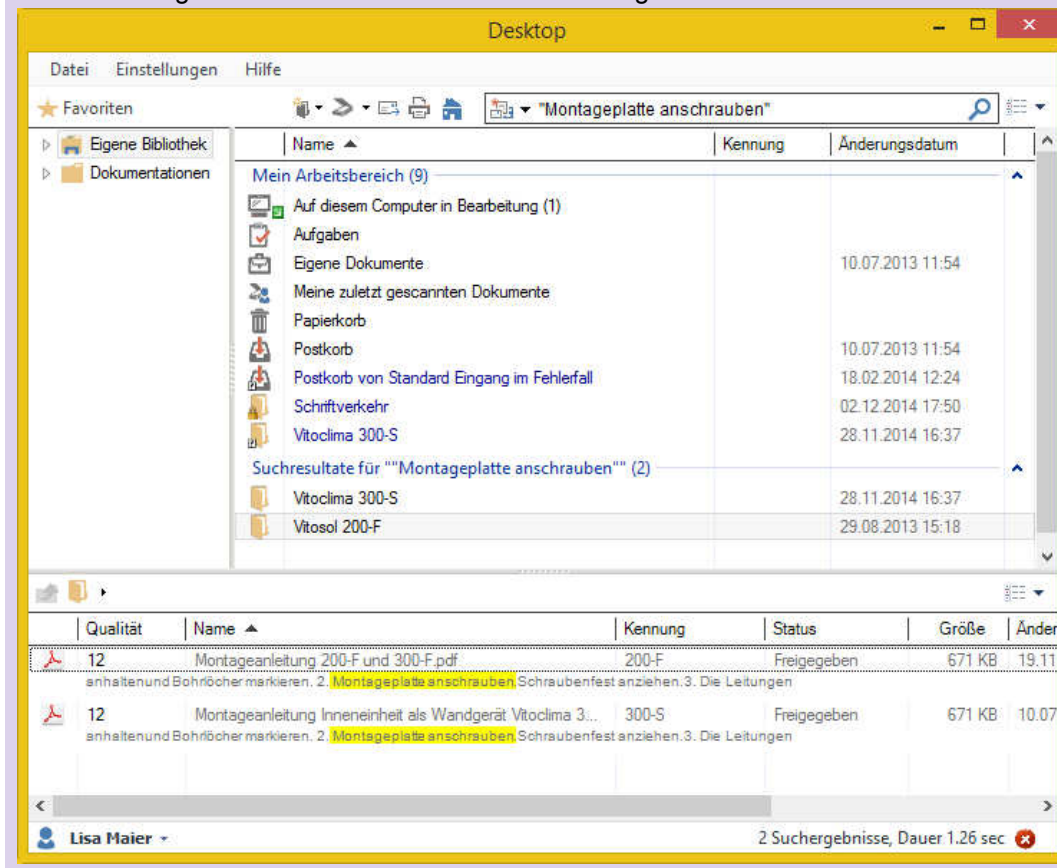 Desktop
Datei Einstellungen Hilfe
Favoriten "Montageplatte anschrauben"
Eigene Bibliothek
Dokumentationen
Name Kennung Änderungsdatum
Mein Arbeitsbereich (9)
Auf diesem Computer in Bearbeitung (1)
Aufgaben
Eigene Dokumente 10.07.2013 11:54
Meine zuletzt gescannten Dokumente
Papierkorb
Postkorb 10.07.2013 11:54
Postkorb von Standard Eingang im Fehlerfall 18.02.2014 12:24
Schriftverkehr 02.12.2014 17:50
Vitoclima 300-S 28.11.2014 16:37
Suchresultate für ""Montageplatte anschrauben"" (2)
Vitoclima 300-S 28.11.2014 16:37
Vitosol 200-F 29.08.2013 15:18
Qualität Name Kennung Status Größe Änder
12 Montageanleitung 200-F und 300-F.pdf 200-F Freigegeben 671 KB 19.11
anhaltenund Bohrlöcher markieren. 2. Montageplatte anschrauben, Schraubenfest anziehen. 3. Die Leitungen
12 Montageanleitung Inneneinheit als Wandgerät Vitoclima 3... 300-S Freigegeben 671 KB 10.07
anhaltenund Bohrlöcher markieren. 2. Montageplatte anschrauben, Schraubenfest anziehen. 3. Die Leitungen
Lisa Maier 2 Suchergebnisse, Dauer 1.26 sec